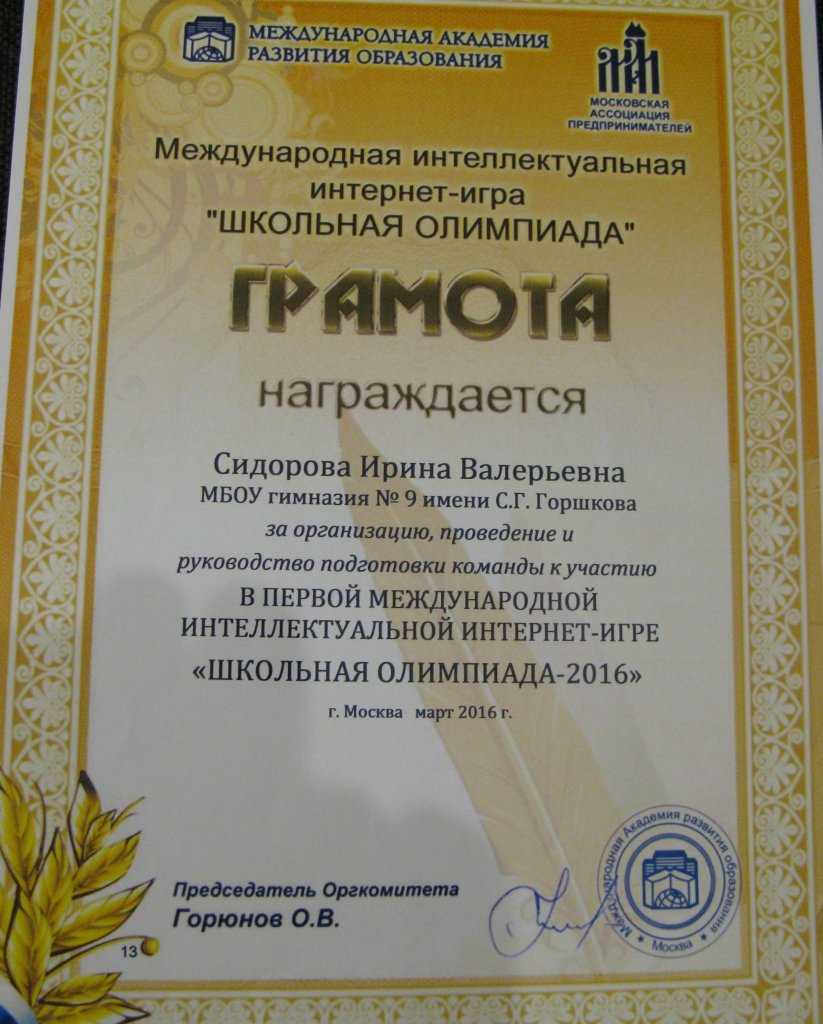 МЕЖДУНАРОДНАЯ АКАДЕМИЯ
РАЗВИТИЯ ОБРАЗОВАНИЯ
МОСКОВСКАЯ
АССОЦИАЦИЯ
ПРЕДПРИНИМАТЕЛЕЙ
Международная интеллектуальная
интернет-игра
"ШКОЛЬНАЯ ОЛИМПИАДА"
ГРАМОТА
награждается
Сидорова Ирина Валерьевна
МБОУ гимназия № 9 имени С.Г. Горшкова
за организацию, проведение и
руководство подготовки команды к участию
В ПЕРВОЙ МЕЖДУНАРОДНОЙ
ИНТЕЛЛЕКТУАЛЬНОЙ ИНТЕРНЕТ-ИГРЕ
«ШКОЛЬНАЯ ОЛИМПИАДА-2016»
г. Москва март 2016 г.
Председатель Оргкомитета
Горюнов О.В.
Международная Академия развития образования
Москва
13